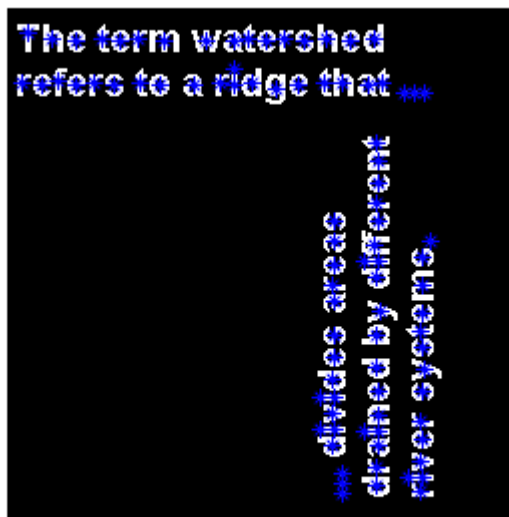 The term watershed
refers to a ridge that ...
... divides areas
drained by different
river systems.